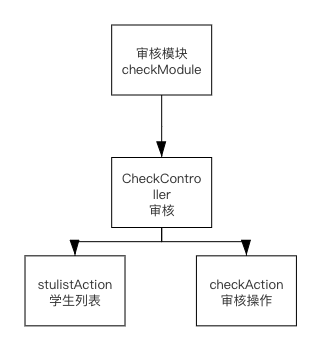 审核模块
checkModule
CheckContro
ller
审核
stulistAction
学生列表
checkAction
审核操作